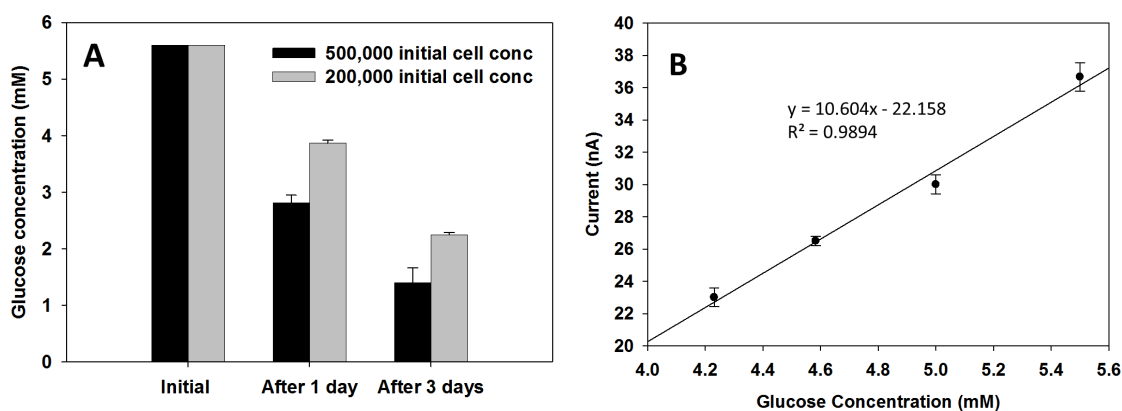 A
500,000 initial cell conc
200,000 initial cell conc
Glucose concentration (mM)
6
5
4
3
2
1
0
Initial After 1 day After 3 days
B
y = 10.604x - 22.158
R² = 0.9894
Current (nA)
40
38
36
34
32
30
28
26
24
22
20
4.0 4.2 4.4 4.6 4.8 5.0 5.2 5.4 5.6
Glucose Concentration (mM)